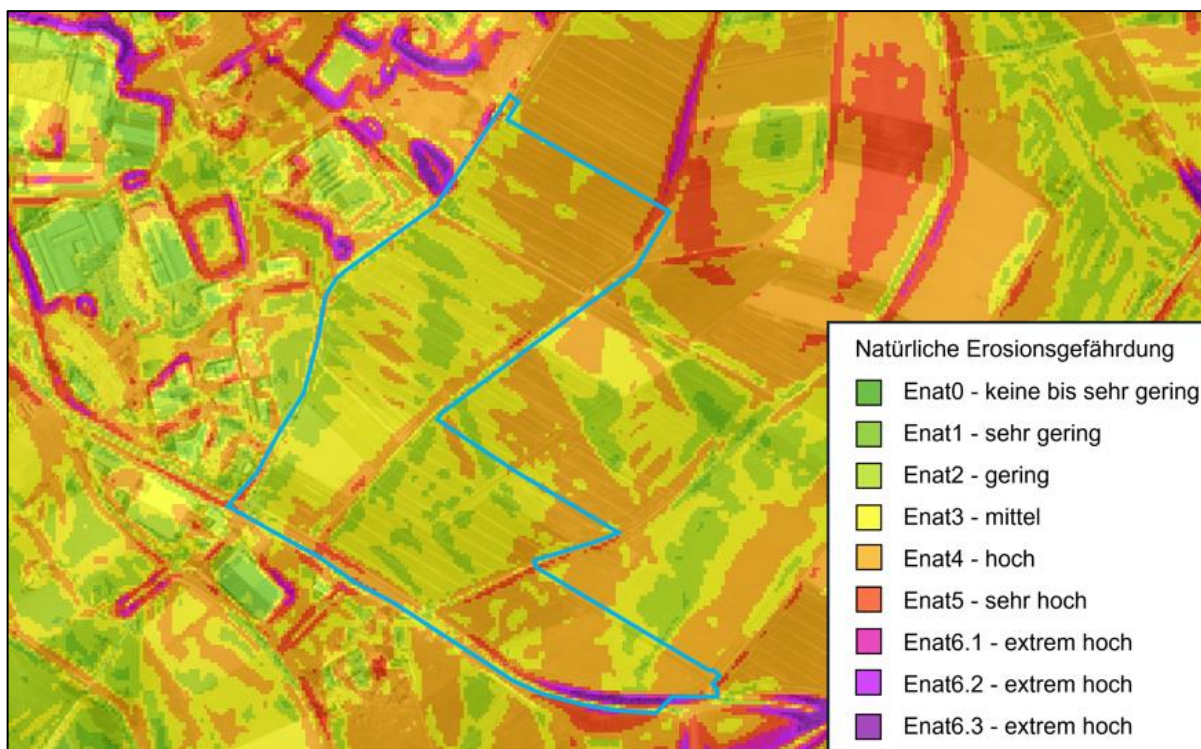 Natürliche Erosionsgefährdung
Enat0 - keine bis sehr gering
Enat1 - sehr gering
Enat2 - gering
Enat3 - mittel
Enat4 - hoch
Enat5 - sehr hoch
Enat6.1 - extrem hoch
Enat6.2 - extrem hoch
Enat6.3 - extrem hoch